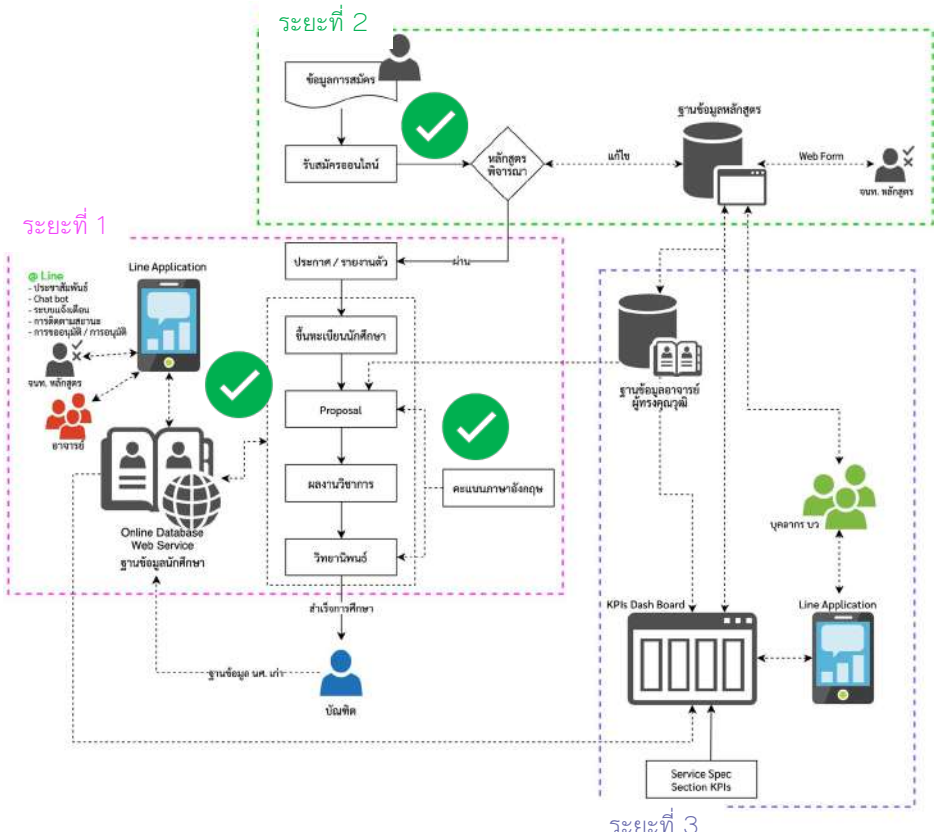 ระยะที่ 2
ข้อมูลการสมัคร
รับสมัครออนไลน์
หลักสูตร
พิจารณา
แก้ไข
ฐานข้อมูลหลักสูตร
Web Form
จนท. หลักสูตร
ระยะที่ 1
@ Line
- ประชาสัมพันธ์
- Chat bot
- ระบบแจ้งเตือน
- การติดตามสถานะ
- การขออนุมัติ / การอนุมัติ
Line Application
จนท. หลักสูตร
อาจารย์
Online Database
Web Service
ฐานข้อมูลนักศึกษา
ประกาศ / รายงานตัว
ผ่าน
ขึ้นทะเบียนนักศึกษา
Proposal
ผลงานวิชาการ
คะแนนภาษาอังกฤษ
วิทยานิพนธ์
สำเร็จการศึกษา
ฐานข้อมูล นศ. เก่า
บัณฑิต
ฐานข้อมูลอาจารย์
ผู้ทรงคุณวุฒิ
บุคลากร บว
KPIs Dash Board
Line Application
Service Spec
Section KPIs
ระยะที่ 3